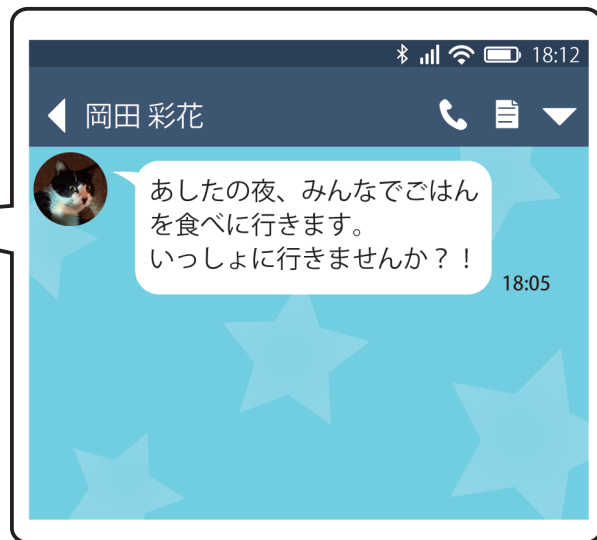 18:12
岡田 彩花
あしたの夜、みんなでごはん
を食べに行きます。
いっしょに行きませんか？！
18:05